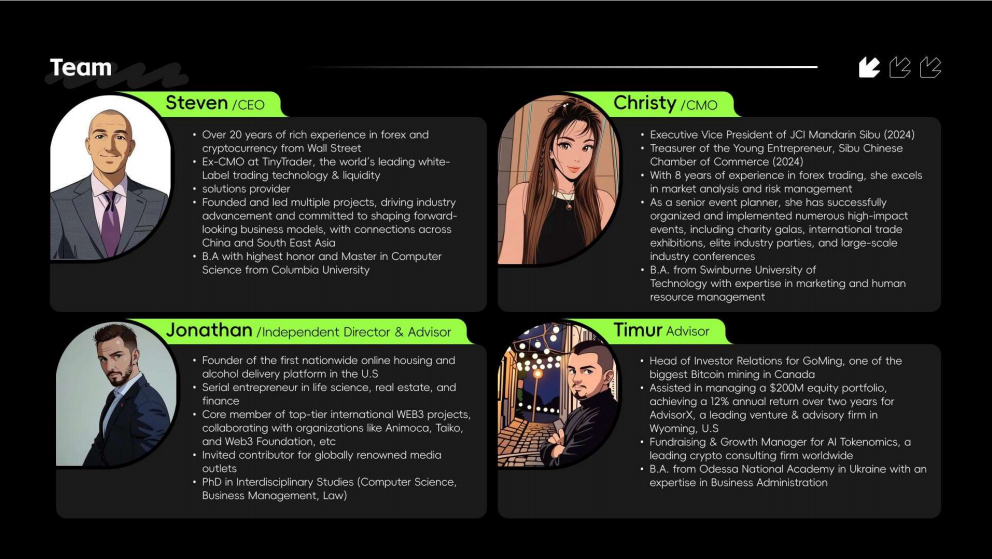 Team
Steven /CEO
Over 20 years of rich experience in forex and
cryptocurrency from Wall Street
Ex-CMO at TinyTrader, the world's leading white-
Label trading technology & liquidity
solutions provider
Founded and led multiple projects, driving industry
advancement and committed to shaping forward-
looking business models, with connections across
China and South East Asia
B.A with highest honor and Master in Computer
Science from Columbia University
Christy /CMO
Executive Vice President of JCI Mandarin Sibu (2024)
Treasurer of the Young Entrepreneur, Sibu Chinese
Chamber of Commerce (2024)
With 8 years of experience in forex trading, she excels
in market analysis and risk management
As a senior event planner, she has successfully
organized and implemented numerous high-impact
events, including charity galas, international trade
exhibitions, elite industry parties, and large-scale
industry conferences
B.A. from Swinburne University of
Technology with expertise in marketing and human
resource management
Jonathan /Independent Director & Advisor
Founder of the first nationwide online housing and
alcohol delivery platform in the U.S
Serial entrepreneur in life science, real estate, and
finance
Core member of top-tier international WEB3 projects,
collaborating with organizations like Animoca, Taiko,
and Web3 Foundation, etc
Invited contributor for globally renowned media
outlets
PhD in Interdisciplinary Studies (Computer Science,
Business Management, Law)
Timur Advisor
Head of Investor Relations for GoMing, one of the
biggest Bitcoin mining in Canada
Assisted in managing a $200M equity portfolio,
achieving a 12% annual return over two years for
AdvisorX, a leading venture & advisory firm in
Wyoming, U.S
Fundraising & Growth Manager for AI Tokenomics, a
leading crypto consulting firm worldwide
B.A. from Odessa National Academy in Ukraine with an
expertise in Business Administration